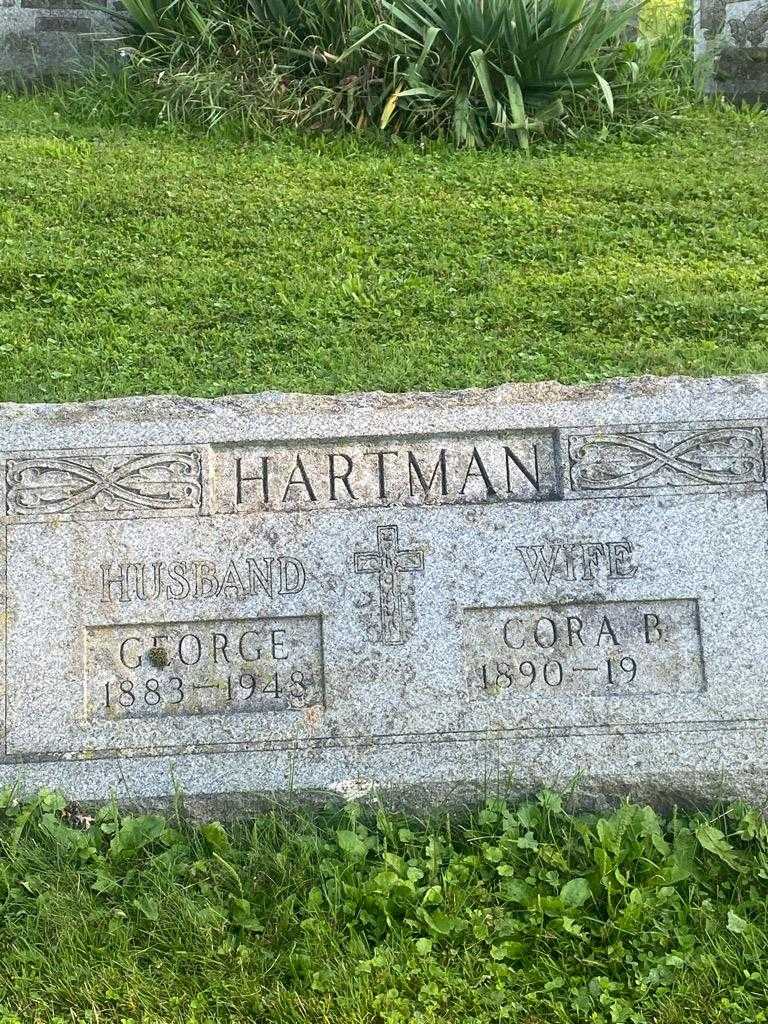 HARTMAN
HUSBAND
WIFE
GEORGE
1883-1948
CORA B.
1890-19